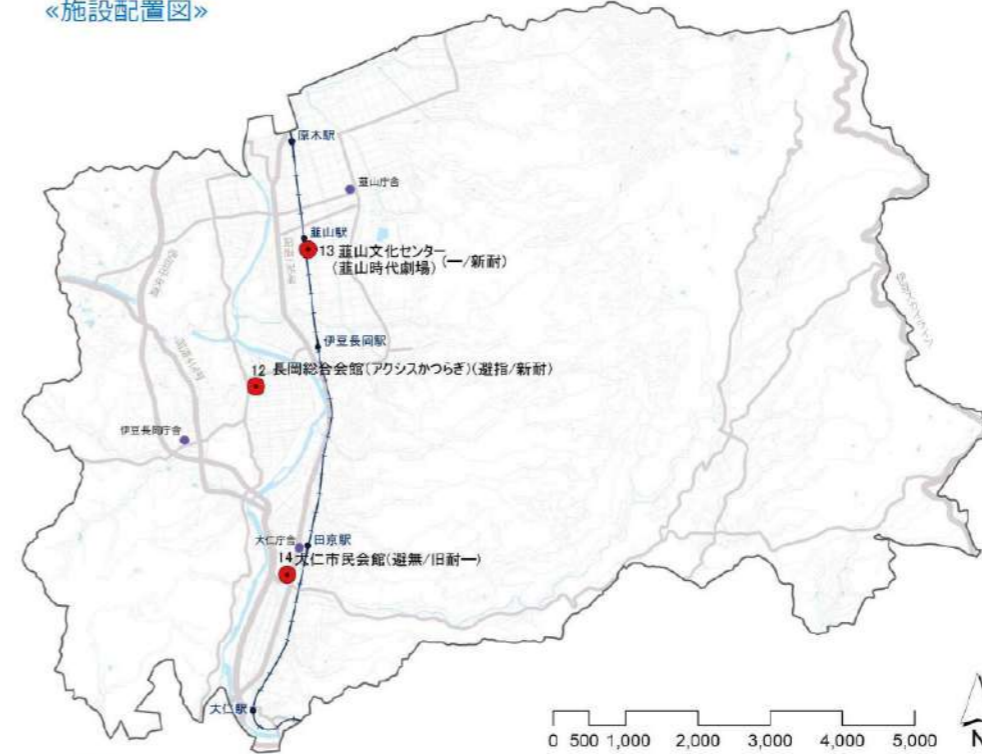 ≪施設配置図≫
原木駅
韮山庁舎
韮山駅
13 韮山文化センター
(韮山時代劇場) (―/新耐)
伊豆長岡駅
12 長岡総合会館(アクシスかつらぎ)(避指/新耐)
伊豆長岡庁舎
大仁庁舎
田京駅
14 大仁市民会館(避無/旧耐―)
大仁駅
0 500 1,000 2,000 3,000 4,000 5,000
N